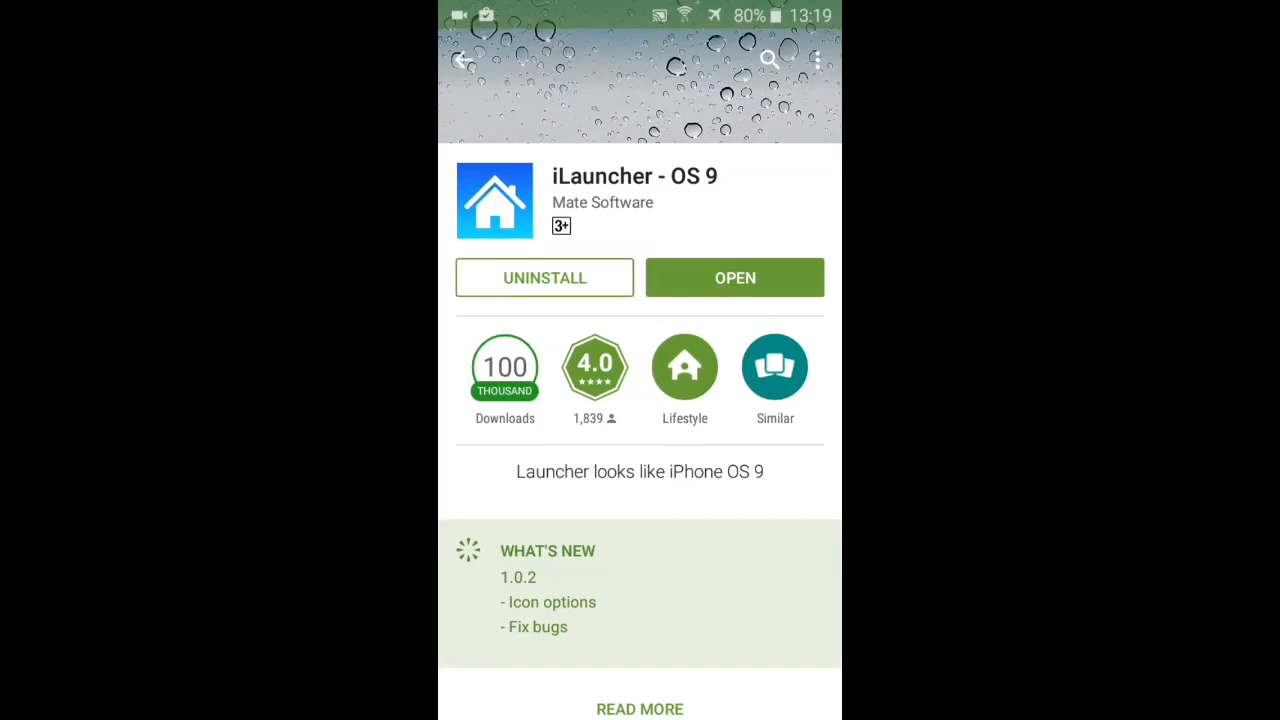 80% 13:19
iLauncher - OS 9
Mate Software
3+
UNINSTALL OPEN
100 THOUSAND 4.0
Downloads 1,839 Lifestyle Similar
Launcher looks like iPhone OS 9
WHAT'S NEW
1.0.2
- Icon options
- Fix bugs
READ MORE